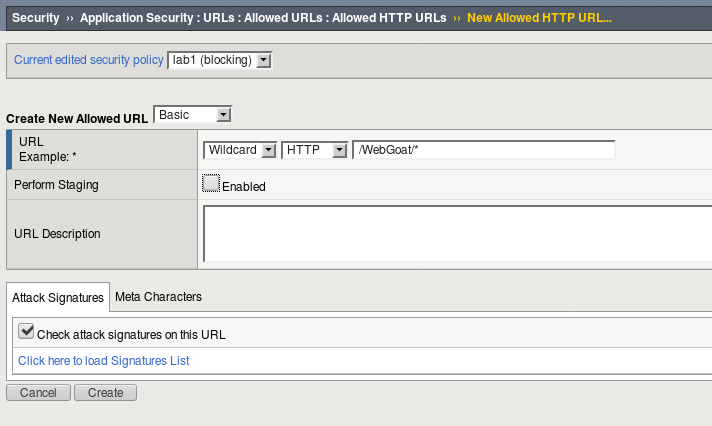 Security ›› Application Security : URLs : Allowed URLs : Allowed HTTP URLs ›› New Allowed HTTP URL...
Current edited security policy lab1 (blocking)
Create New Allowed URL Basic
URL
Example: *
Wildcard HTTP /WebGoat/*
Perform Staging Enabled
URL Description
Attack Signatures Meta Characters
Check attack signatures on this URL
Click here to load Signatures List
Cancel Create